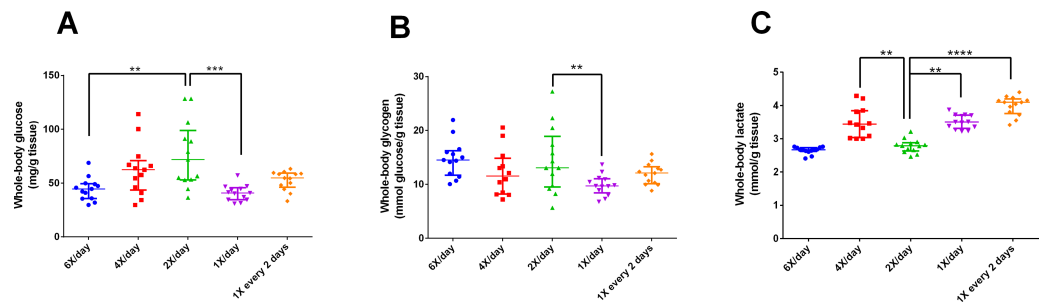 A
Whole-body glucose
(mg/g tissue)
150
100
50
0
**
***
6X/day
4X/day
2X/day
1X/day
1X every 2 days
B
Whole-body glycogen
(mmol glucose/g tissue)
30
20
10
0
**
6X/day
4X/day
2X/day
1X/day
1X every 2 days
C
Whole-body lactate
(mmol/g tissue)
5
4
3
2
1
0
**
****
**
6X/day
4X/day
2X/day
1X/day
1X every 2 days